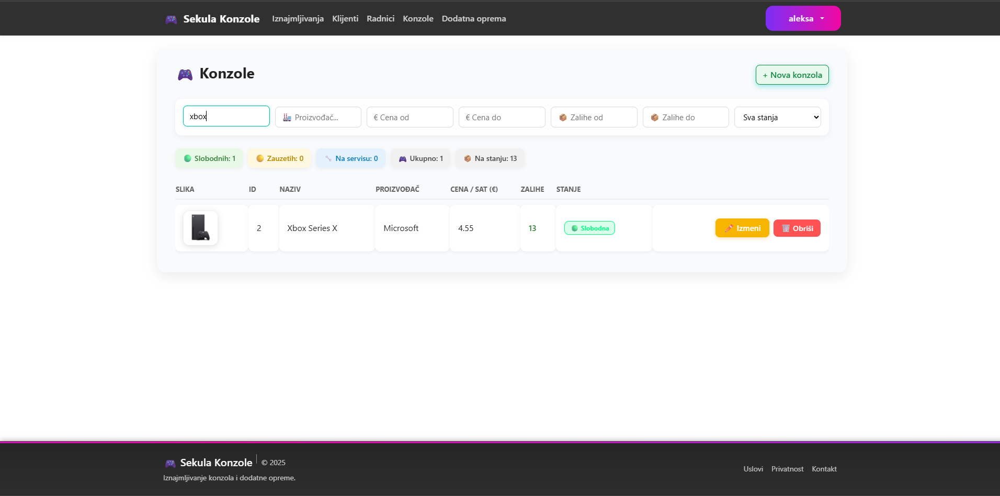 Sekula Konzole Iznajmljivanja Klijenti Radnici Konzole Dodatna oprema aleksa
Konzole + Nova konzola
xbox Proizvođač... € Cena od € Cena do Zalihe od Zalihe do Sva stanja
Slobodnih: 1 Zauzetih: 0 Na servisu: 0 Ukupno: 1 Na stanju: 13
SLIKA ID NAZIV PROIZVOĐAČ CENA / SAT (€) ZALIHE STANJE
2 Xbox Series X Microsoft 4.55 13 Slobodna Izmeni Obriši
Sekula Konzole © 2025
Iznajmljivanje konzola i dodatne opreme.
Uslovi Privatnost Kontakt